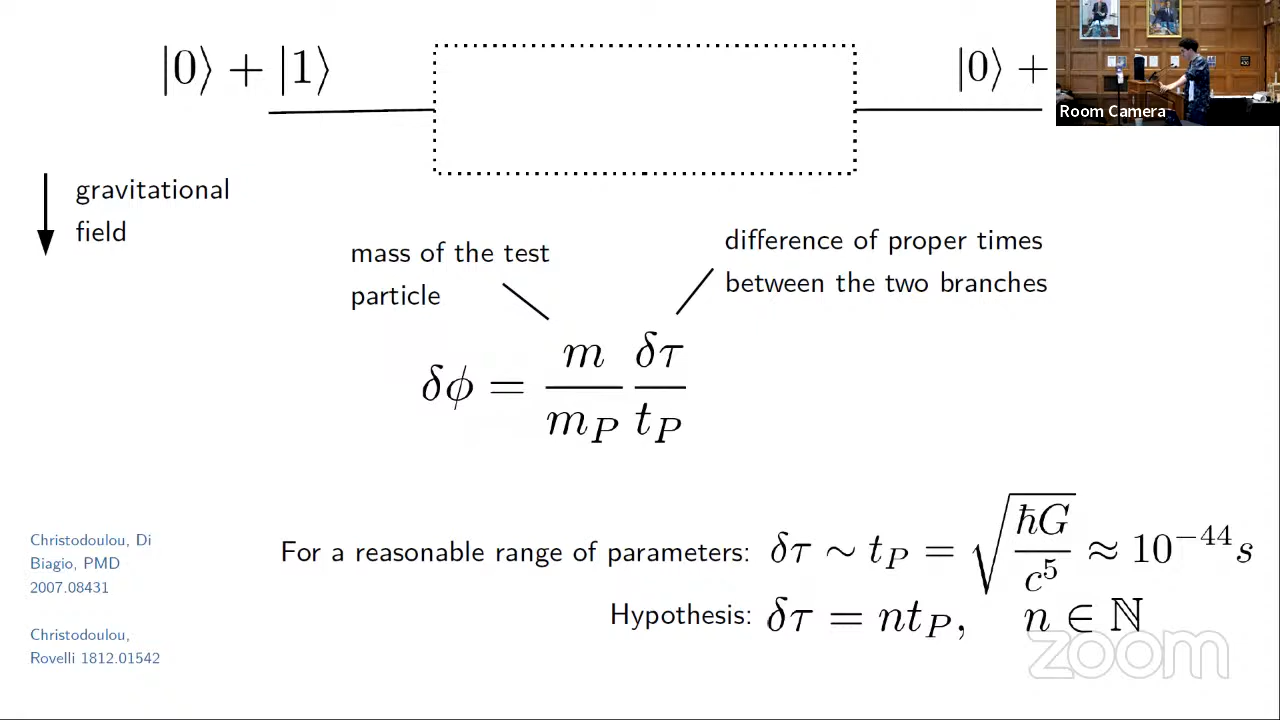 |0⟩ + |1⟩
|0⟩ +
Room Camera
gravitational
field
mass of the test
particle
difference of proper times
between the two branches
δϕ = m/m_P δτ/t_P
Christodoulou, Di
Biagio, PMD
2007.08431
Christodoulou,
Rovelli 1812.01542
For a reasonable range of parameters: δτ ∼ t_P = √(ħG/c⁵) ≈ 10⁻⁴⁴s
Hypothesis: δτ = nt_P, n ∈ ℕ
zoom